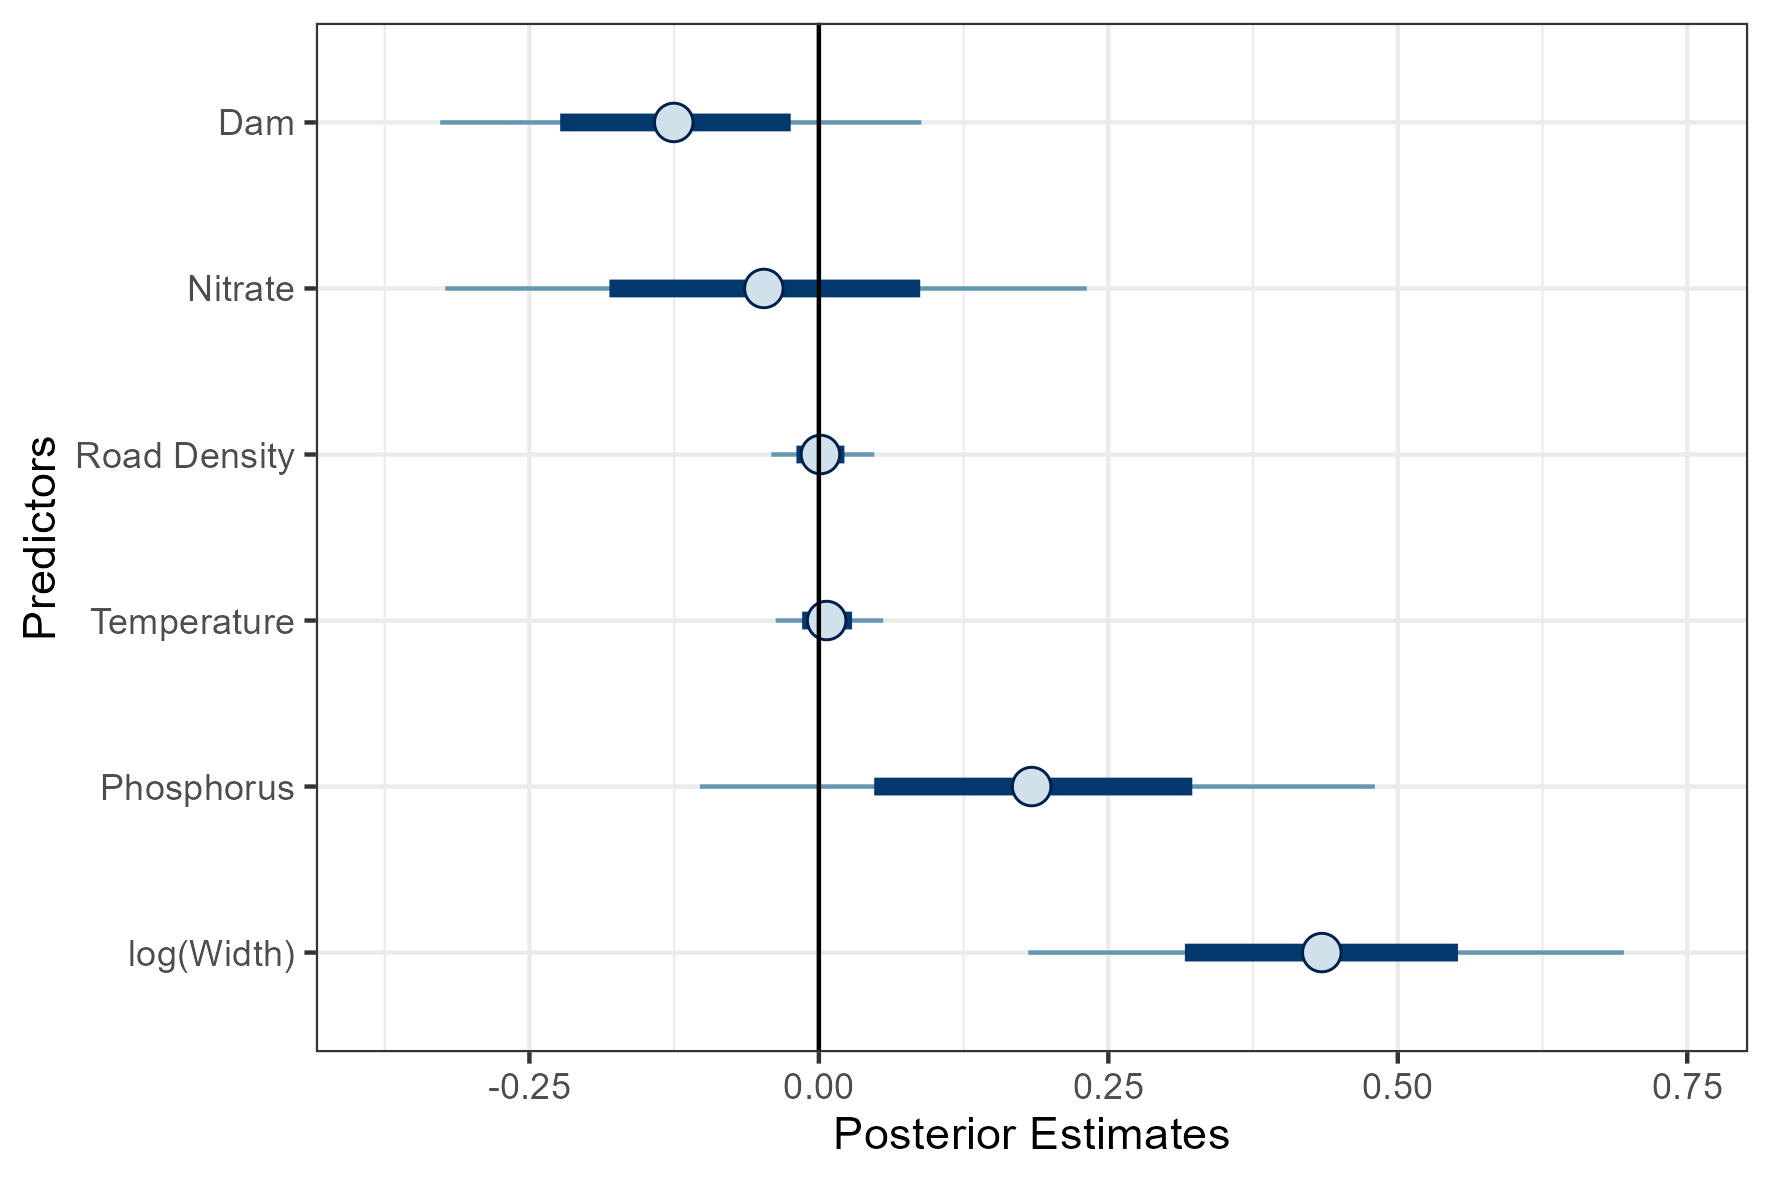 Dam
Nitrate
Road Density
Temperature
Phosphorus
log(Width)
Predictors
-0.25 0.00 0.25 0.50 0.75
Posterior Estimates